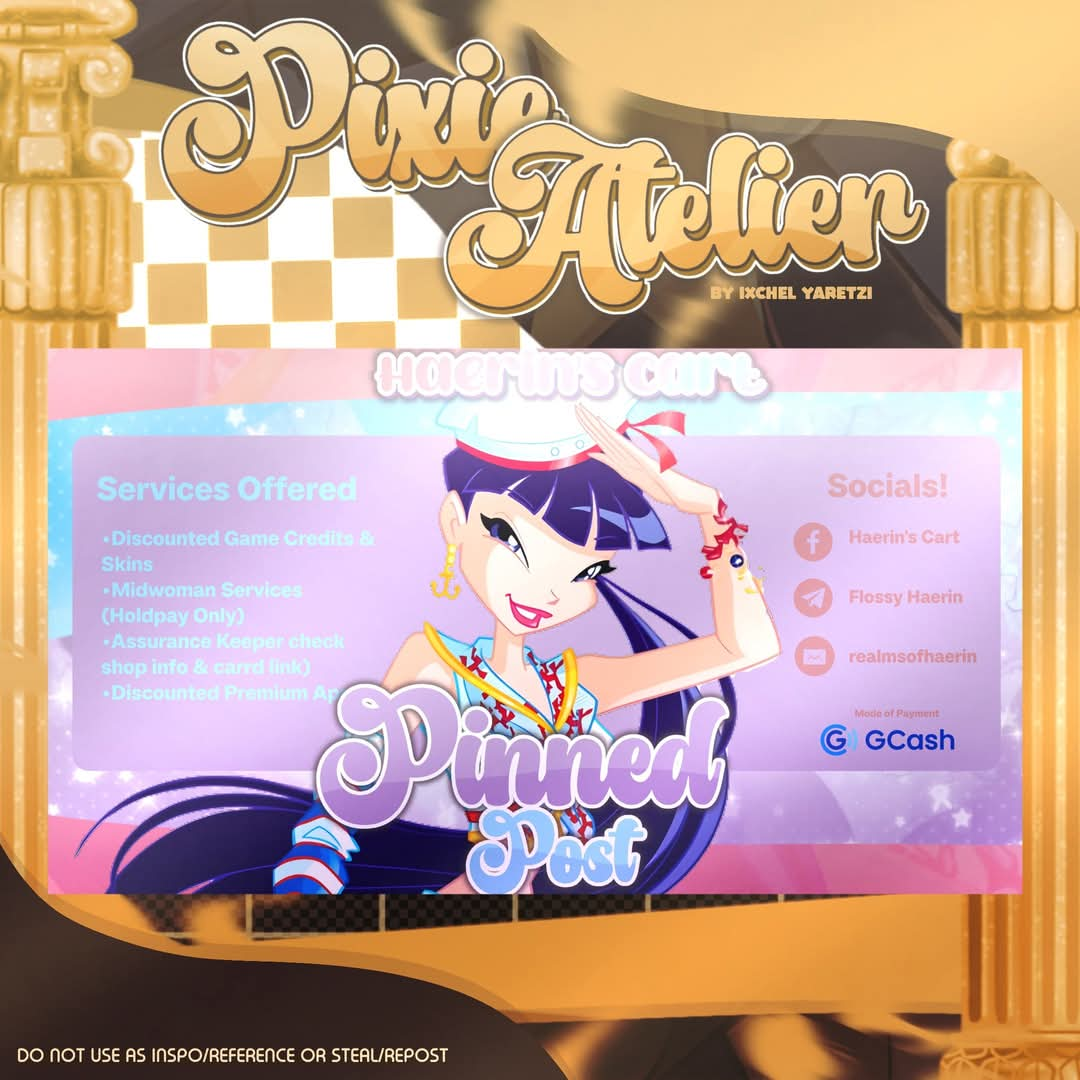 Pixie
Atelier
BY IXCHEL YARETZI
Haerin's cart
Services Offered
•Discounted Game Credits &
Skins
•Midwoman Services
(Holdpay Only)
•Assurance Keeper check
shop info & carrd link)
•Discounted Premium Ap
Socials!
Haerin's Cart
Flossy Haerin
realmsofhaerin
Mode of Payment
GCash
Pinned
Post
DO NOT USE AS INSPO/REFERENCE OR STEAL/REPOST